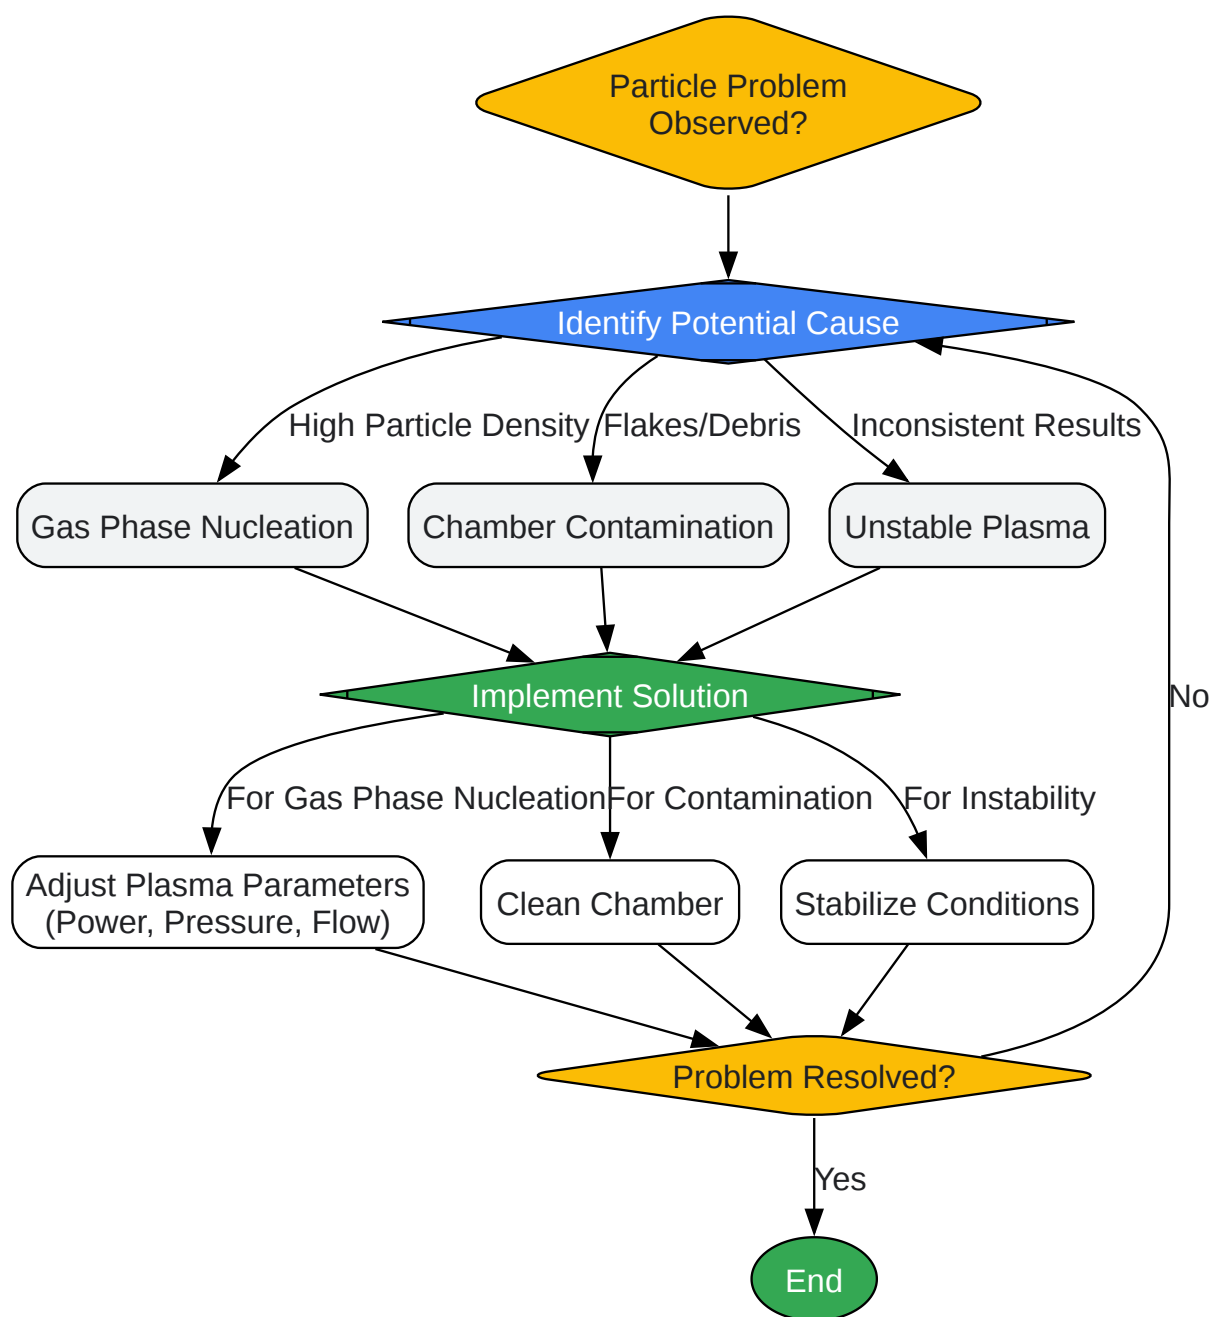 Particle Problem
Observed?
Identify Potential Cause
High Particle Density
Flakes/Debris
Inconsistent Results
Gas Phase Nucleation
Chamber Contamination
Unstable Plasma
Implement Solution
No
For Gas Phase Nucleation
For Contamination
For Instability
Adjust Plasma Parameters
(Power, Pressure, Flow)
Clean Chamber
Stabilize Conditions
Problem Resolved?
Yes
End